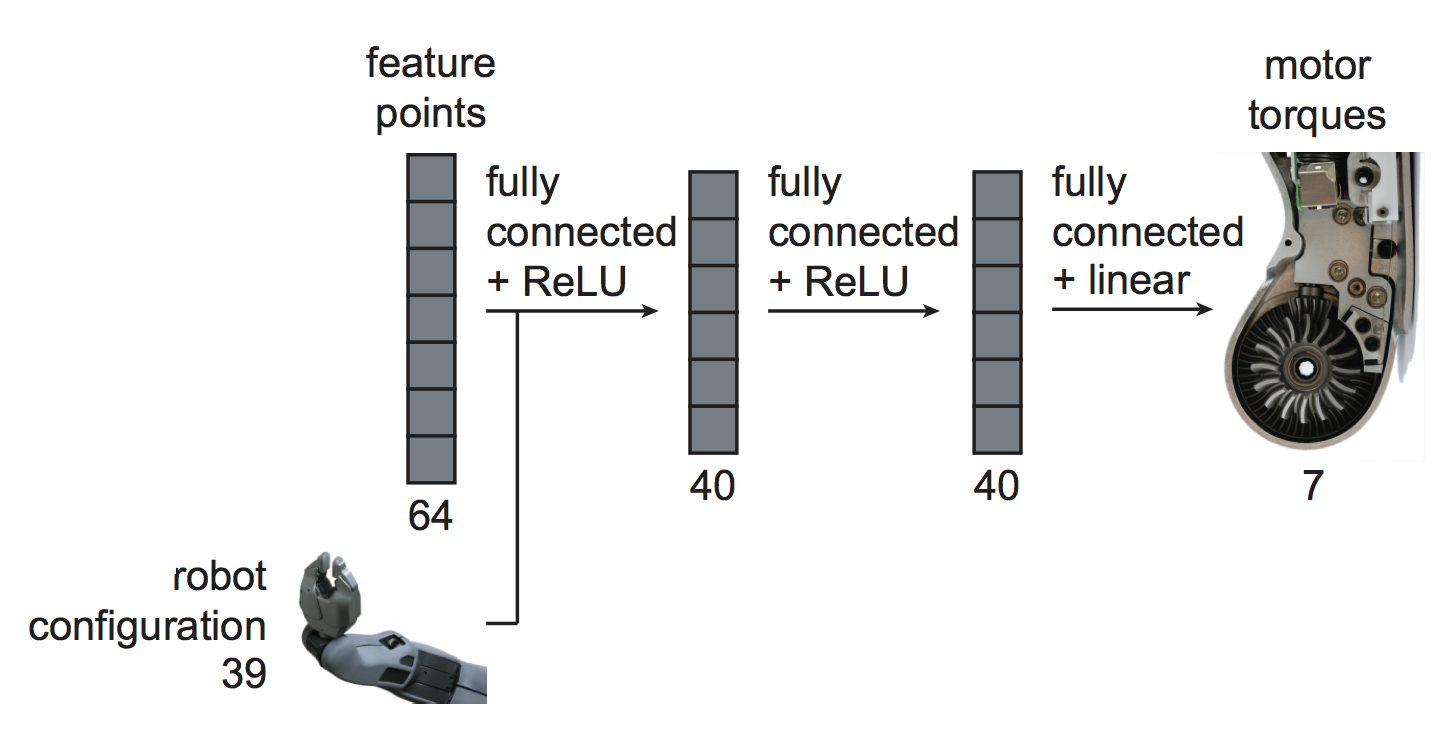 feature
points
fully
connected
+ ReLU
fully
connected
+ ReLU
fully
connected
+ linear
motor
torques
64
40
40
7
robot
configuration
39